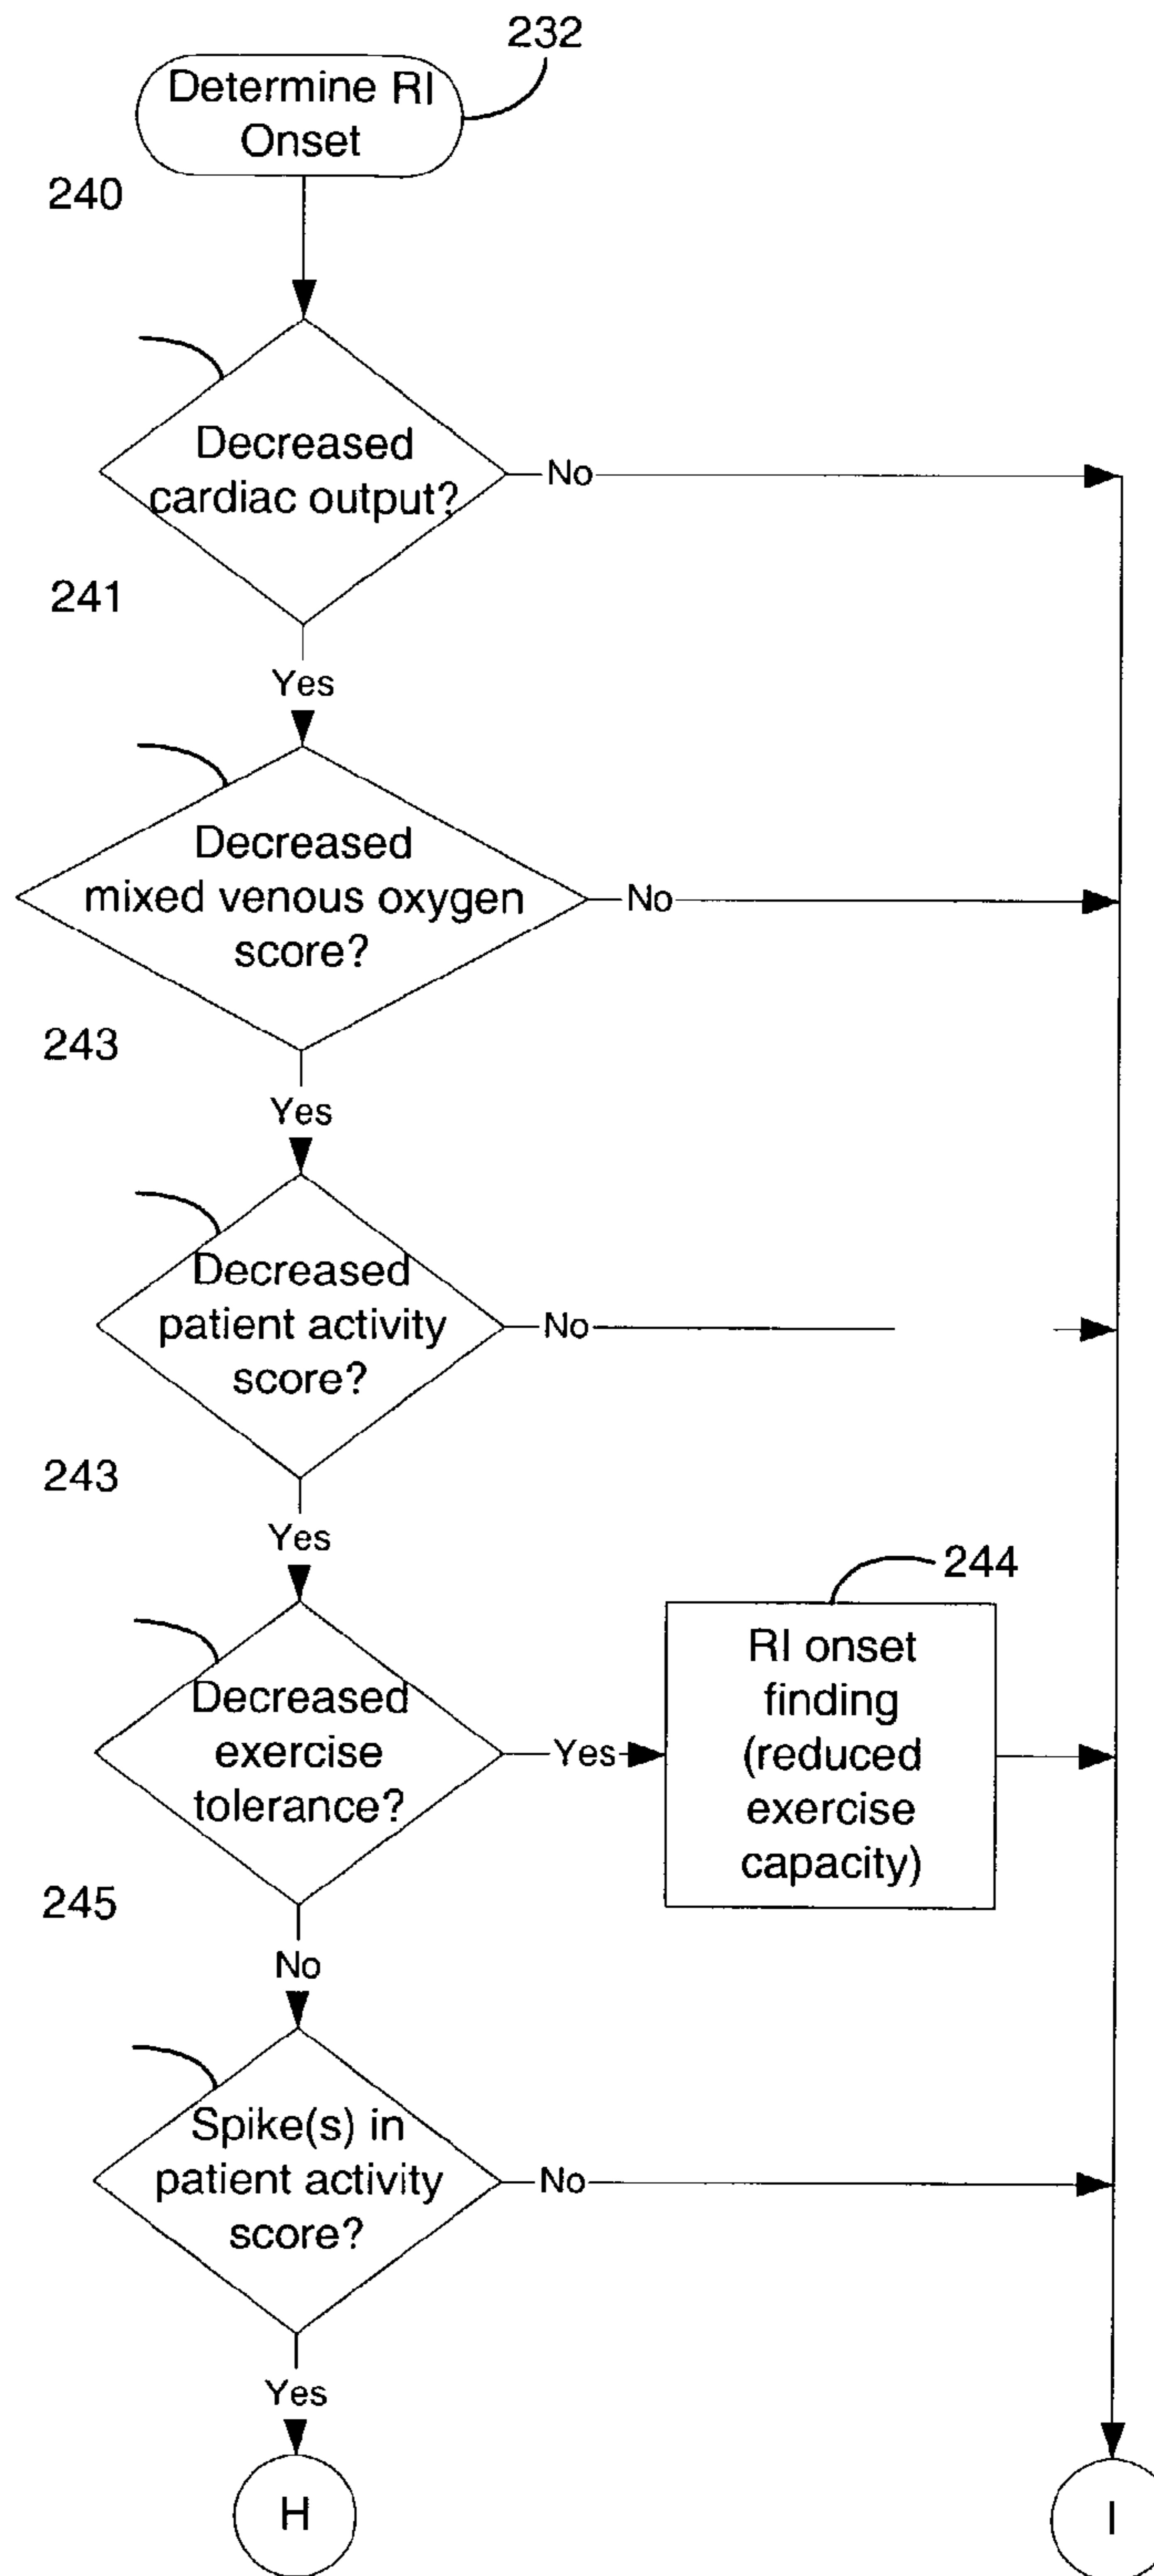 232
Determine RI
Onset
240
Decreased
cardiac output?
No
241
Yes
Decreased
mixed venous oxygen
score?
No
243
Yes
Decreased
patient activity
score?
No
243
Yes
244
Decreased
exercise
tolerance?
Yes
RI onset
finding
(reduced
exercise
capacity)
245
No
Spike(s) in
patient activity
score?
No
Yes
H
I